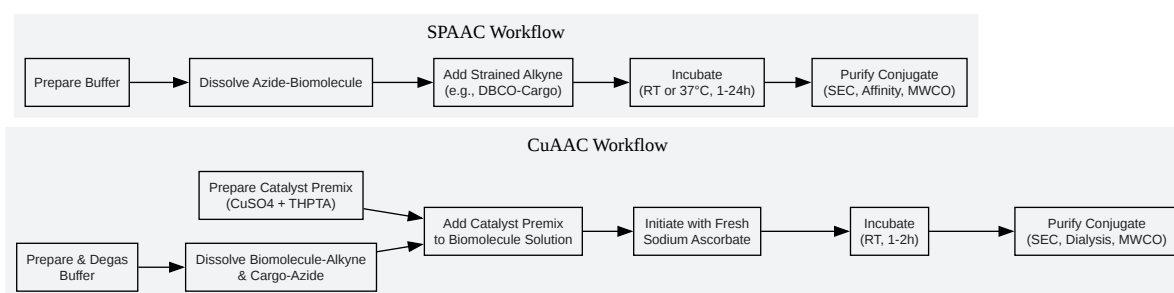 SPAAC Workflow
Prepare Buffer
Dissolve Azide-Biomolecule
Add Strained Alkyne
(e.g., DBCO-Cargo)
Incubate
(RT or 37°C, 1-24h)
Purify Conjugate
(SEC, Affinity, MWCO)
CuAAC Workflow
Prepare Catalyst Premix
(CuSO4 + THPTA)
Prepare & Degas
Buffer
Dissolve Biomolecule-Alkyne
& Cargo-Azide
Add Catalyst Premix
to Biomolecule Solution
Initiate with Fresh
Sodium Ascorbate
Incubate
(RT, 1-2h)
Purify Conjugate
(SEC, Dialysis, MWCO)